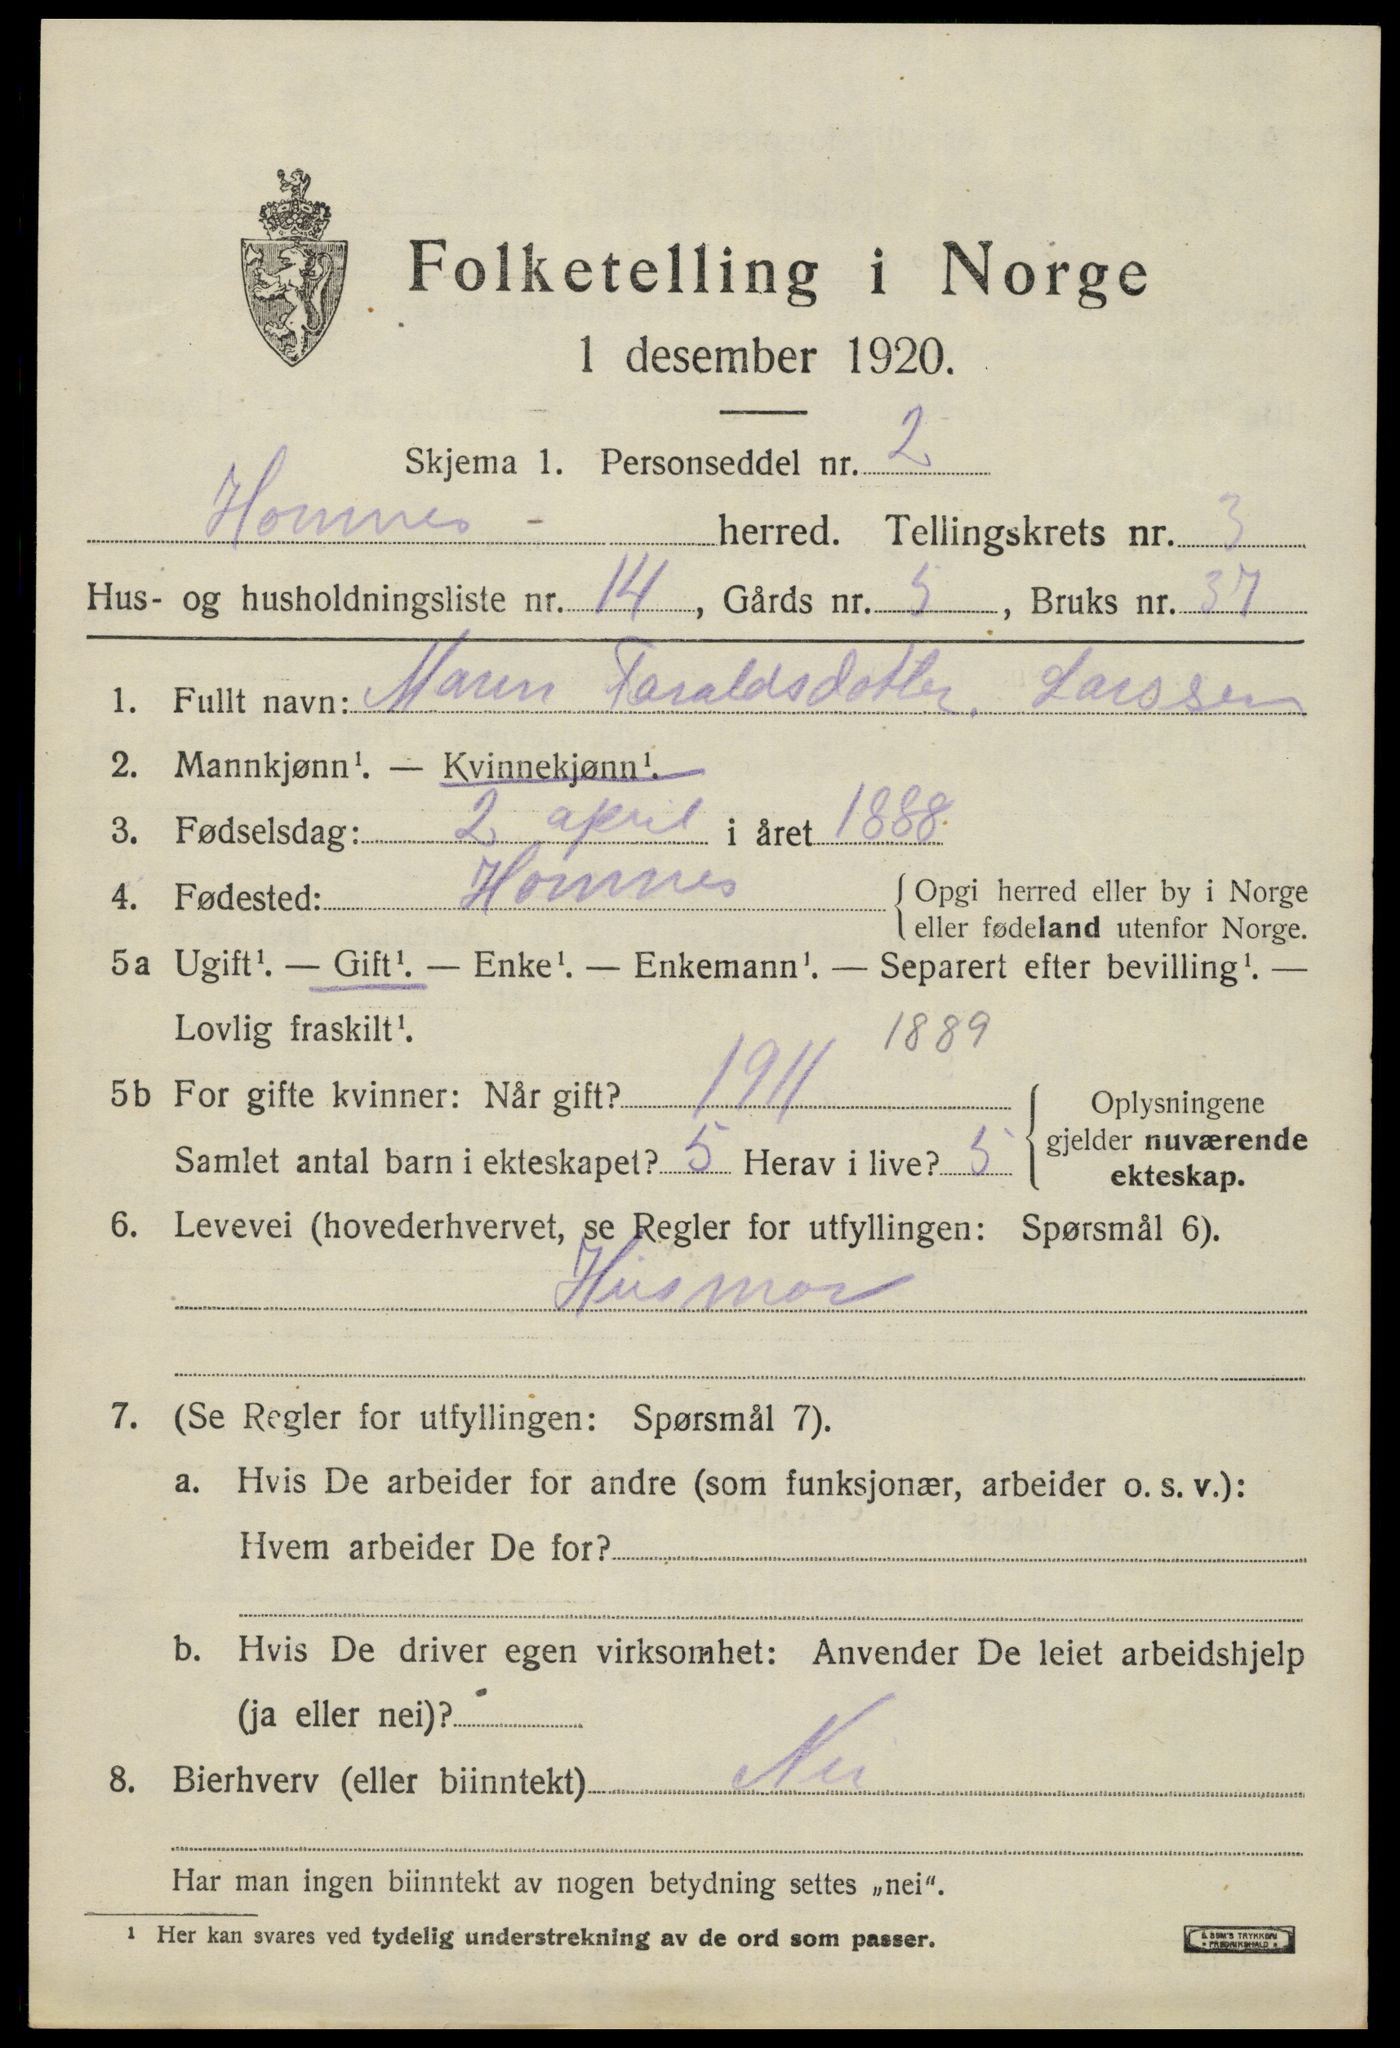 Folketelling i Norge
1 desember 1920.
Skjema 1. Personseddel nr. 2
Homnes herred. Tellingskrets nr. 3
Hus- og husholdningsliste nr. 14, Gårds nr. 5, Bruks nr. 37
1. Fullt navn: Maren Taraldsdotter. Larssen
2. Mannkjønn¹. — Kvinnekjønn¹.
3. Fødselsdag: 2 april i året 1888
4. Fødested: Homnes { Opgi herred eller by i Norge
eller fødeland utenfor Norge.
5a Ugift¹. — Gift¹. — Enke¹. — Enkemann¹. — Separert efter bevilling¹. —
Lovlig fraskilt¹. 1889
5b For gifte kvinner: Når gift? 1911 { Oplysningene
gjelder nuværende
Samlet antal barn i ekteskapet? 5 Herav i live? 5
ekteskap.
6. Levevei (hovederhvervet, se Regler for utfyllingen: Spørsmål 6).
Husmor
7. (Se Regler for utfyllingen: Spørsmål 7).
a. Hvis De arbeider for andre (som funksjonær, arbeider o. s. v.):
Hvem arbeider De for?
b. Hvis De driver egen virksomhet: Anvender De leiet arbeidshjelp
(ja eller nei)?
8. Bierhverv (eller biinntekt) Nei
Har man ingen biinntekt av nogen betydning settes „nei“.
¹ Her kan svares ved tydelig understrekning av de ord som passer.
TRYKKERI
FREDRIKSHALD